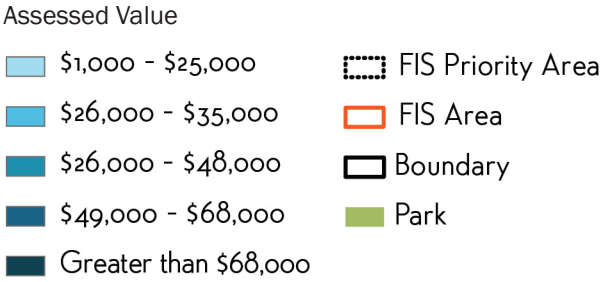 Assessed Value
$1,000 - $25,000
$26,000 - $35,000
$26,000 - $48,000
$49,000 - $68,000
Greater than $68,000
FIS Priority Area
FIS Area
Boundary
Park